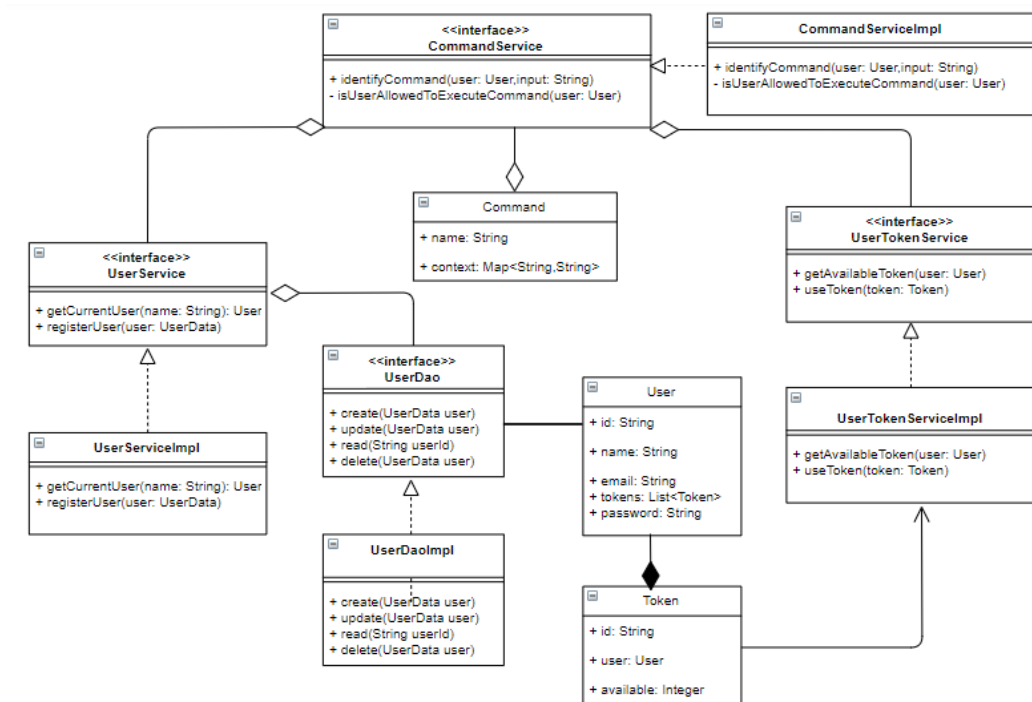 <<interface>>
CommandService
+ identifyCommand(user: User,input: String)
- isUserAllowedToExecuteCommand(user: User)
CommandServiceImpl
+ identifyCommand(user: User,input: String)
- isUserAllowedToExecuteCommand(user: User)
Command
+ name: String
+ context: Map<String,String>
<<interface>>
UserTokenService
+ getAvailableToken(user: User)
+ useToken(token: Token)
<<interface>>
UserService
+ getCurrentUser(name: String): User
+ registerUser(user: UserData)
<<interface>>
UserDao
+ create(UserData user)
+ update(UserData user)
+ read(String userId)
+ delete(UserData user)
User
+ id: String
+ name: String
+ email: String
+ tokens: List<Token>
+ password: String
UserTokenServiceImpl
+ getAvailableToken(user: User)
+ useToken(token: Token)
UserServiceImpl
+ getCurrentUser(name: String): User
+ registerUser(user: UserData)
UserDaoImpl
+ create(UserData user)
+ update(UserData user)
+ read(String userId)
+ delete(UserData user)
Token
+ id: String
+ user: User
+ available: Integer